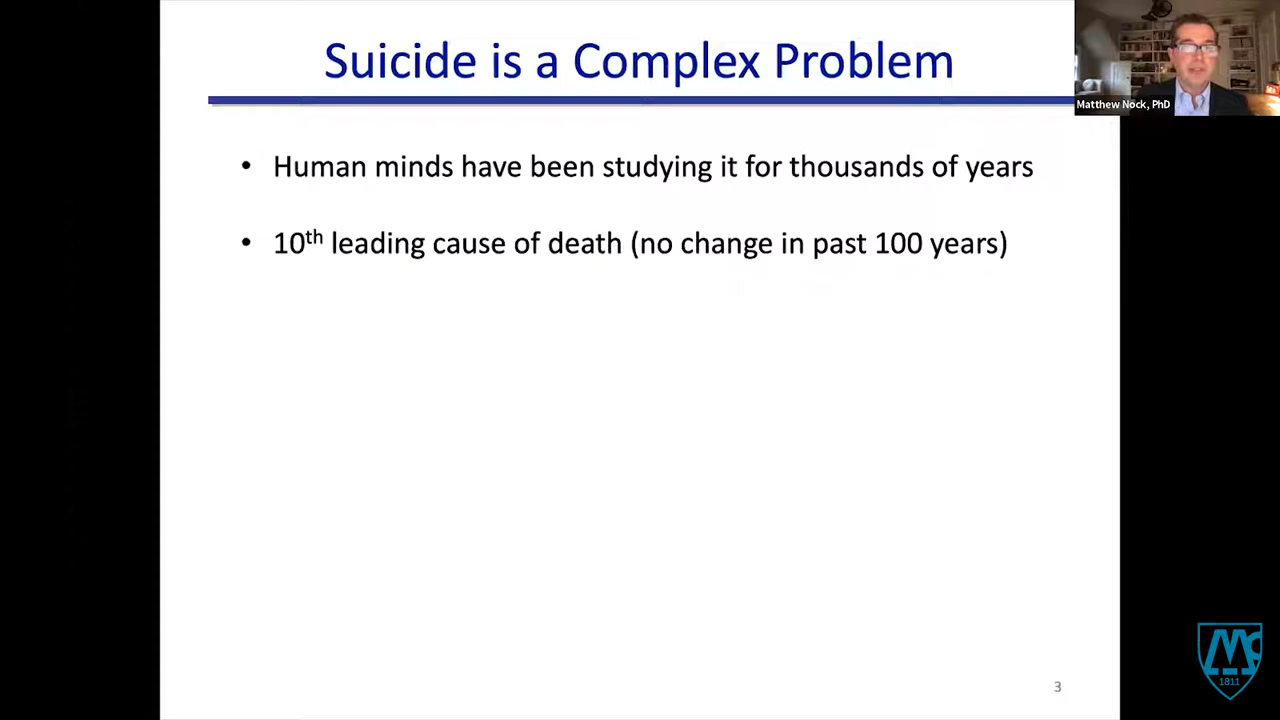 Suicide is a Complex Problem
Matthew Nock, PhD
• Human minds have been studying it for thousands of years
• 10th leading cause of death (no change in past 100 years)
3
Mc
1811